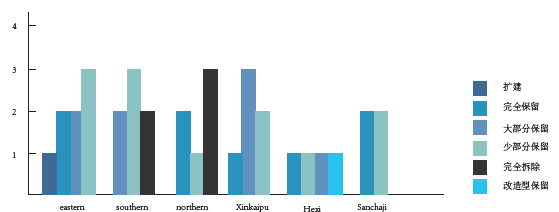 4
3
2
1
eastern southern northern Xinkaipu Hexi Sanchaji
扩建
完全保留
大部分保留
少部分保留
完全拆除
改造型保留